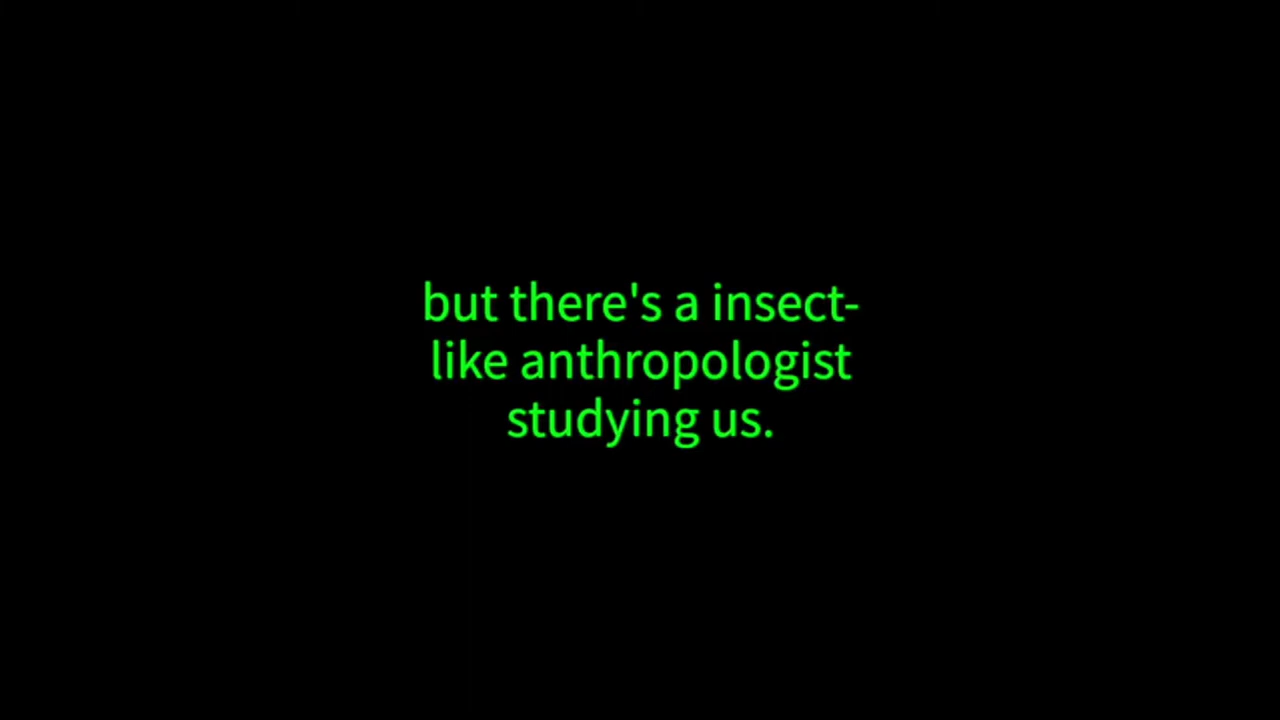 but there's a insect-
like anthropologist
studying us.